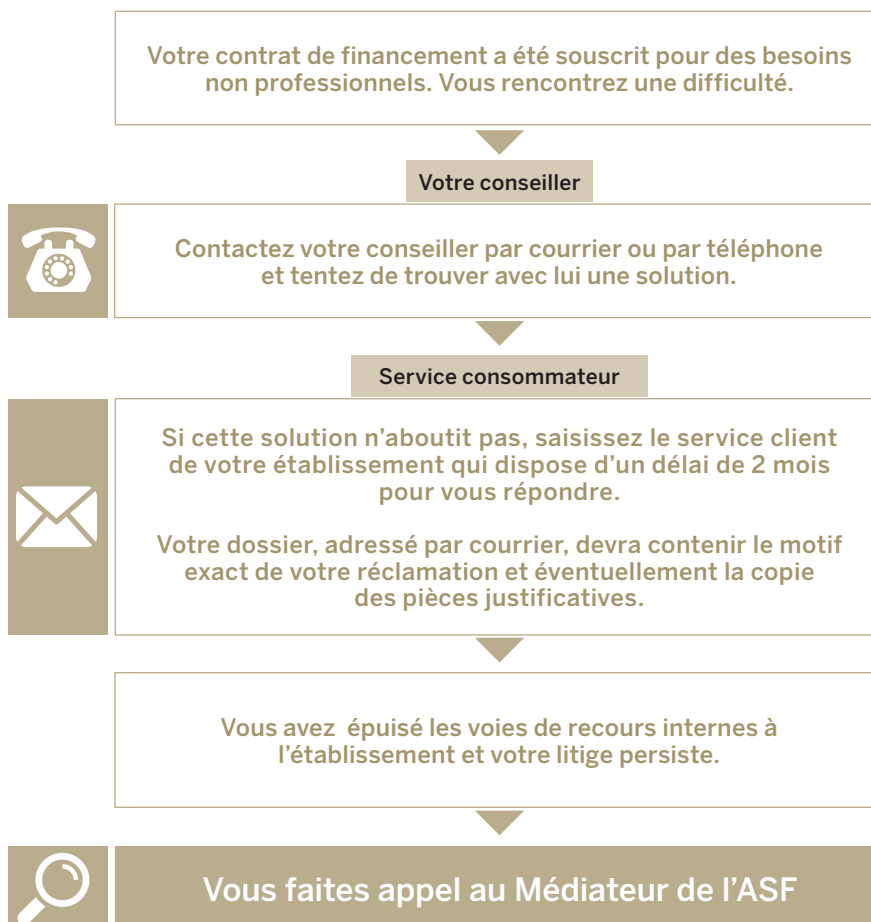 Votre contrat de financement a été souscrit pour des besoins
non professionnels. Vous rencontrez une difficulté.
Votre conseiller
Contactez votre conseiller par courrier ou par téléphone
et tentez de trouver avec lui une solution.
Service consommateur
Si cette solution n’aboutit pas, saisissez le service client
de votre établissement qui dispose d’un délai de 2 mois
pour vous répondre.
Votre dossier, adressé par courrier, devra contenir le motif
exact de votre réclamation et éventuellement la copie
des pièces justificatives.
Vous avez épuisé les voies de recours internes à
l’établissement et votre litige persiste.
Vous faites appel au Médiateur de l’ASF